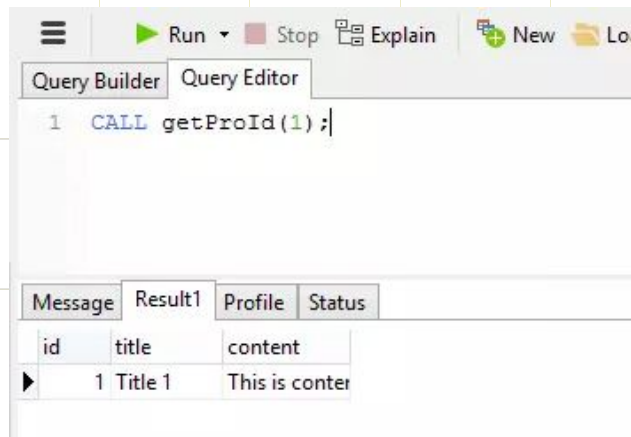 Run Stop Explain New
Query Builder Query Editor
1 CALL getProId(1);
Message Result1 Profile Status
id title content
1 Title 1 This is